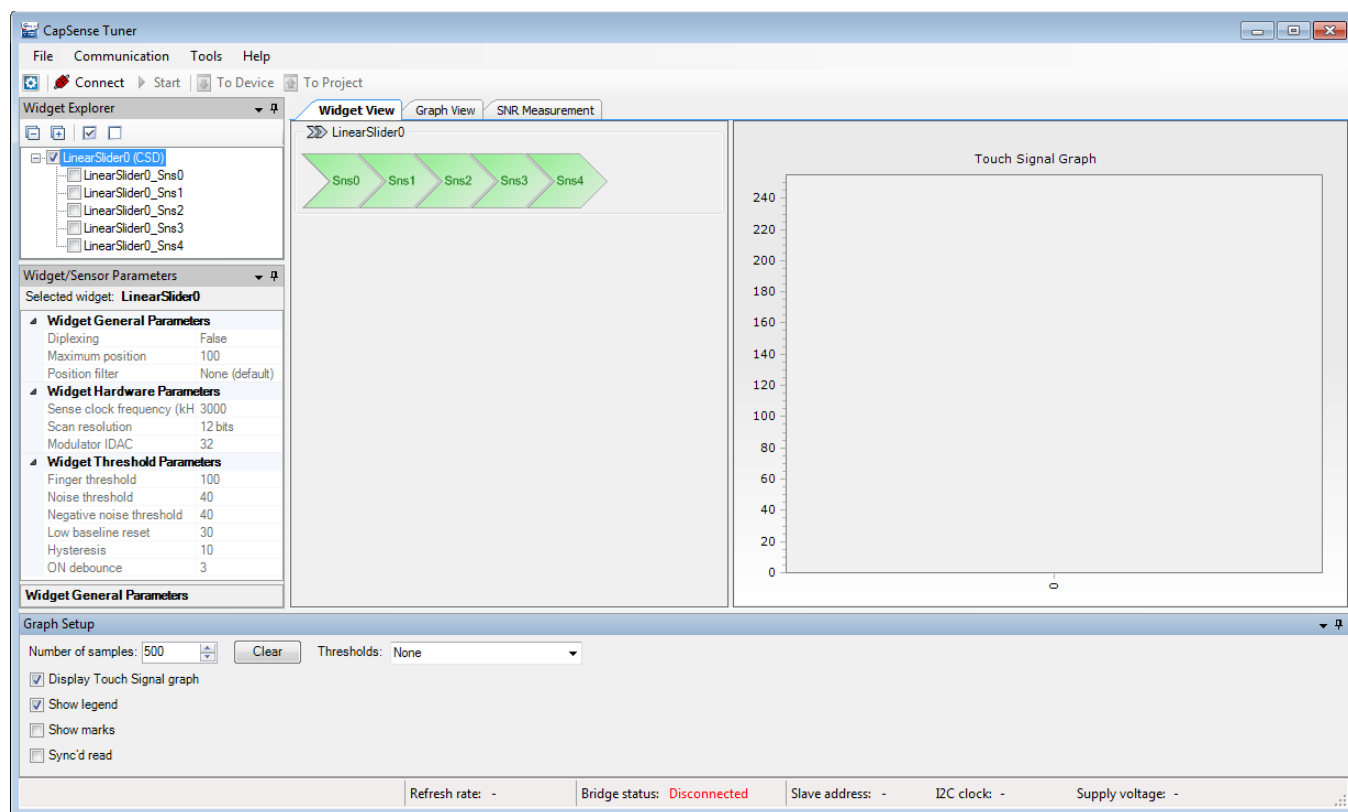 CapSense Tuner
File Communication Tools Help
Connect Start To Device To Project
Widget Explorer
LinearSlider0 (CSD)
LinearSlider0_Sns0
LinearSlider0_Sns1
LinearSlider0_Sns2
LinearSlider0_Sns3
LinearSlider0_Sns4
Widget/Sensor Parameters
Selected widget: LinearSlider0
Widget General Parameters
Diplexing False
Maximum position 100
Position filter None (default)
Widget Hardware Parameters
Sense clock frequency (kH 3000
Scan resolution 12 bits
Modulator IDAC 32
Widget Threshold Parameters
Finger threshold 100
Noise threshold 40
Negative noise threshold 40
Low baseline reset 30
Hysteresis 10
ON debounce 3
Widget General Parameters
Widget View Graph View SNR Measurement
LinearSlider0
Sns0 Sns1 Sns2 Sns3 Sns4
Touch Signal Graph
240
220
200
180
160
140
120
100
80
60
40
20
0
0
Graph Setup
Number of samples: 500 Clear Thresholds: None
Display Touch Signal graph
Show legend
Show marks
Sync'd read
Refresh rate: - Bridge status: Disconnected Slave address: - I2C clock: - Supply voltage: -